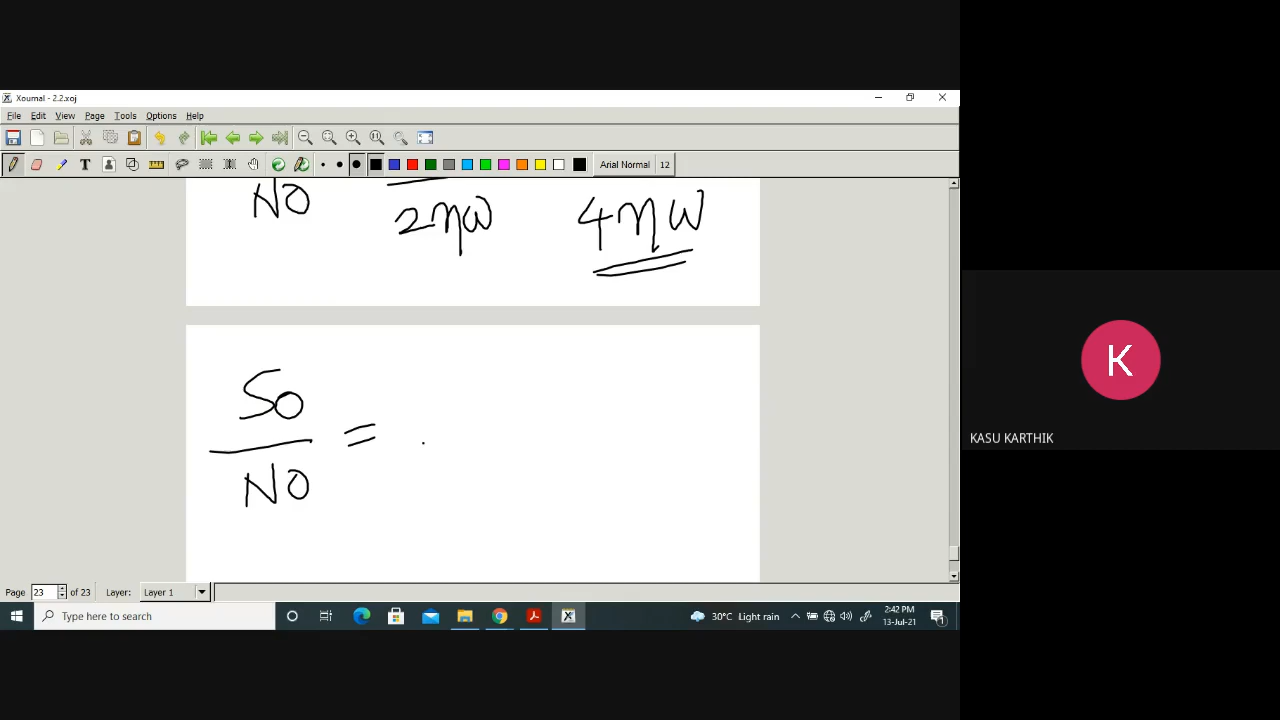 Xournal - 2.2.xoj
File Edit View Page Tools Options Help
Arial Normal 12
NO 2ηω 4ηω
So
NO
=
K
KASU KARTHIK
Page 23 of 23 Layer: Layer 1
Type here to search
30°C Light rain
2:42 PM
13-Jul-21